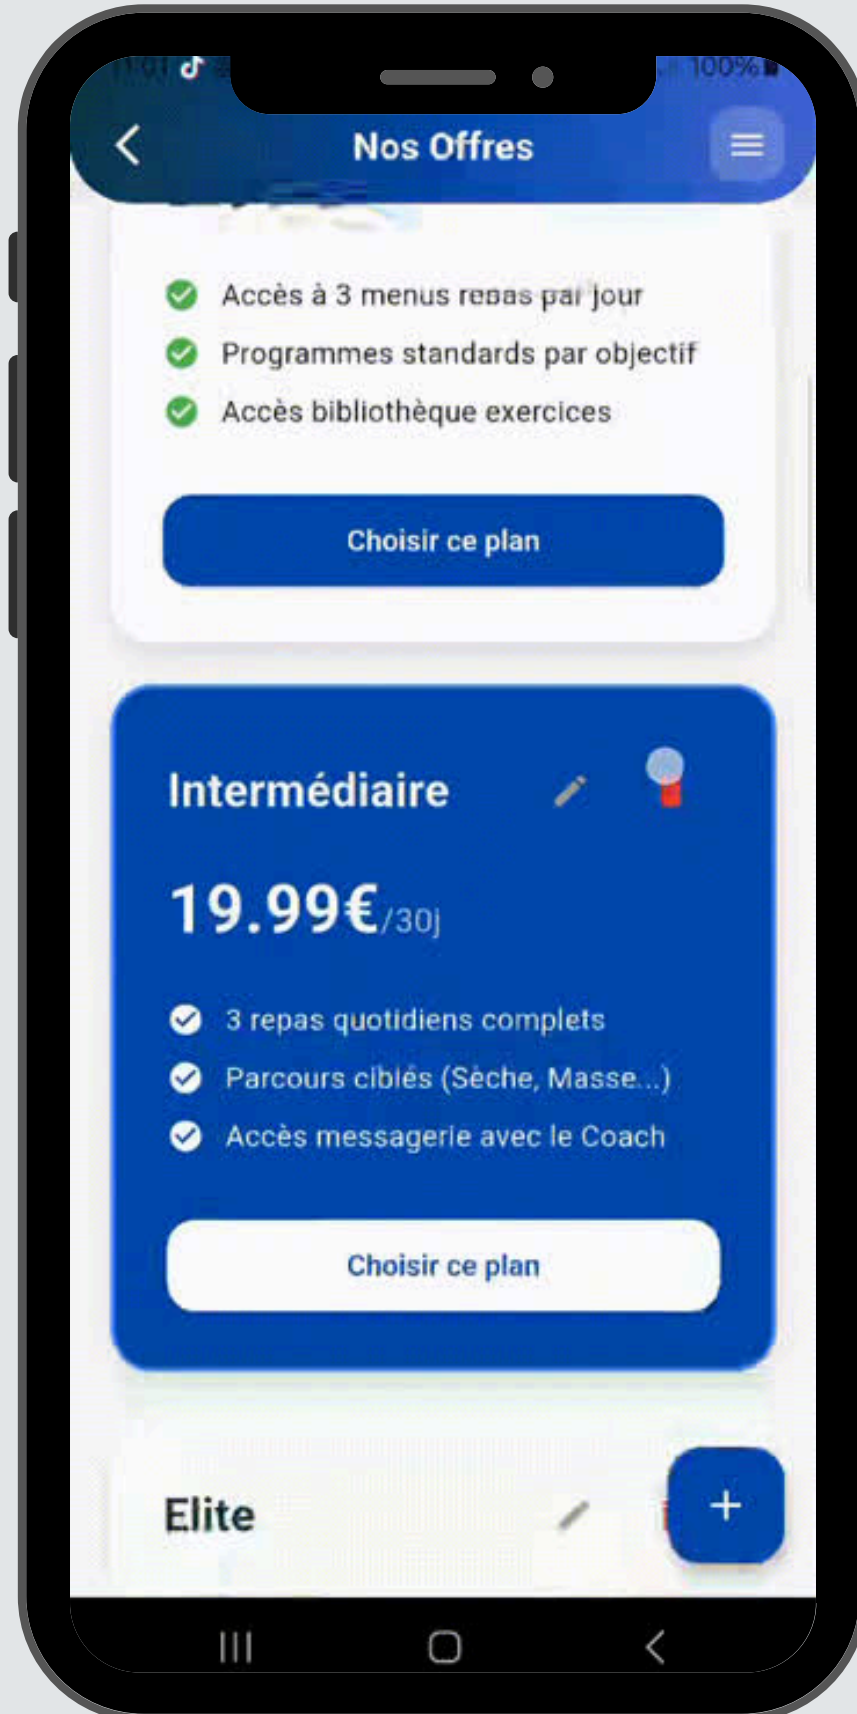 100%
Nos Offres
Accès à 3 menus repas par jour
Programmes standards par objectif
Accès bibliothèque exercices
Choisir ce plan
Intermédiaire
19.99€/30j
3 repas quotidiens complets
Parcours ciblés (Sèche, Masse...)
Accès messagerie avec le Coach
Choisir ce plan
Elite